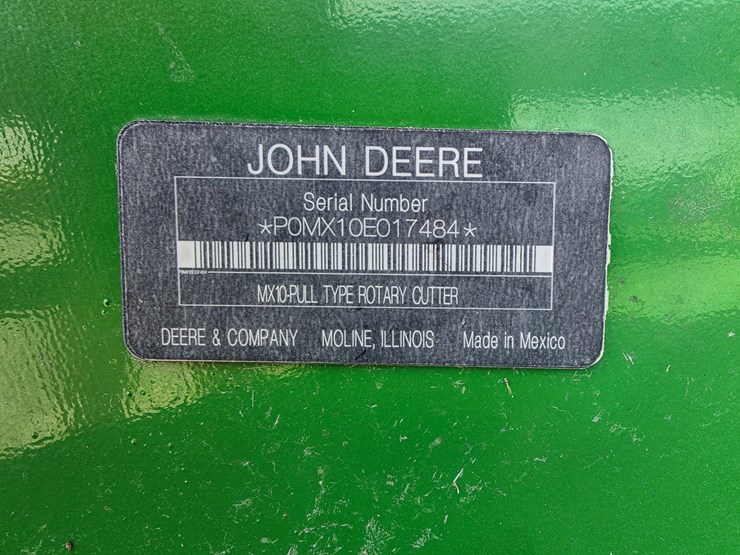 JOHN DEERE
Serial Number
*P0MX10E017484*
MX10-PULL TYPE ROTARY CUTTER
DEERE & COMPANY MOLINE, ILLINOIS Made in Mexico